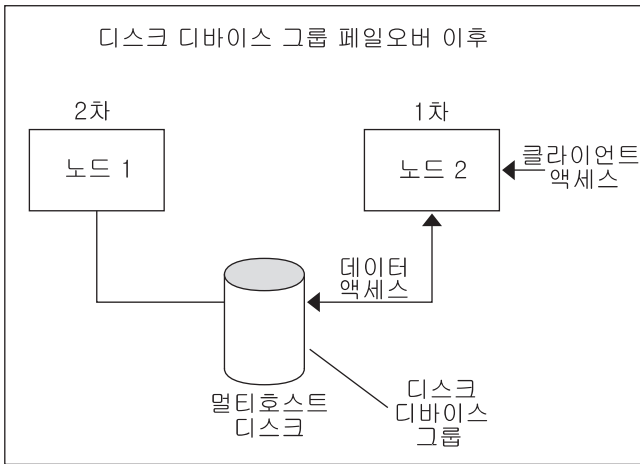 디스크 디바이스 그룹 페일오버 이후
2차
1차
노드 1
노드 2
클라이언트
액세스
데이터
액세스
멀티호스트
디스크
디스크
디바이스
그룹